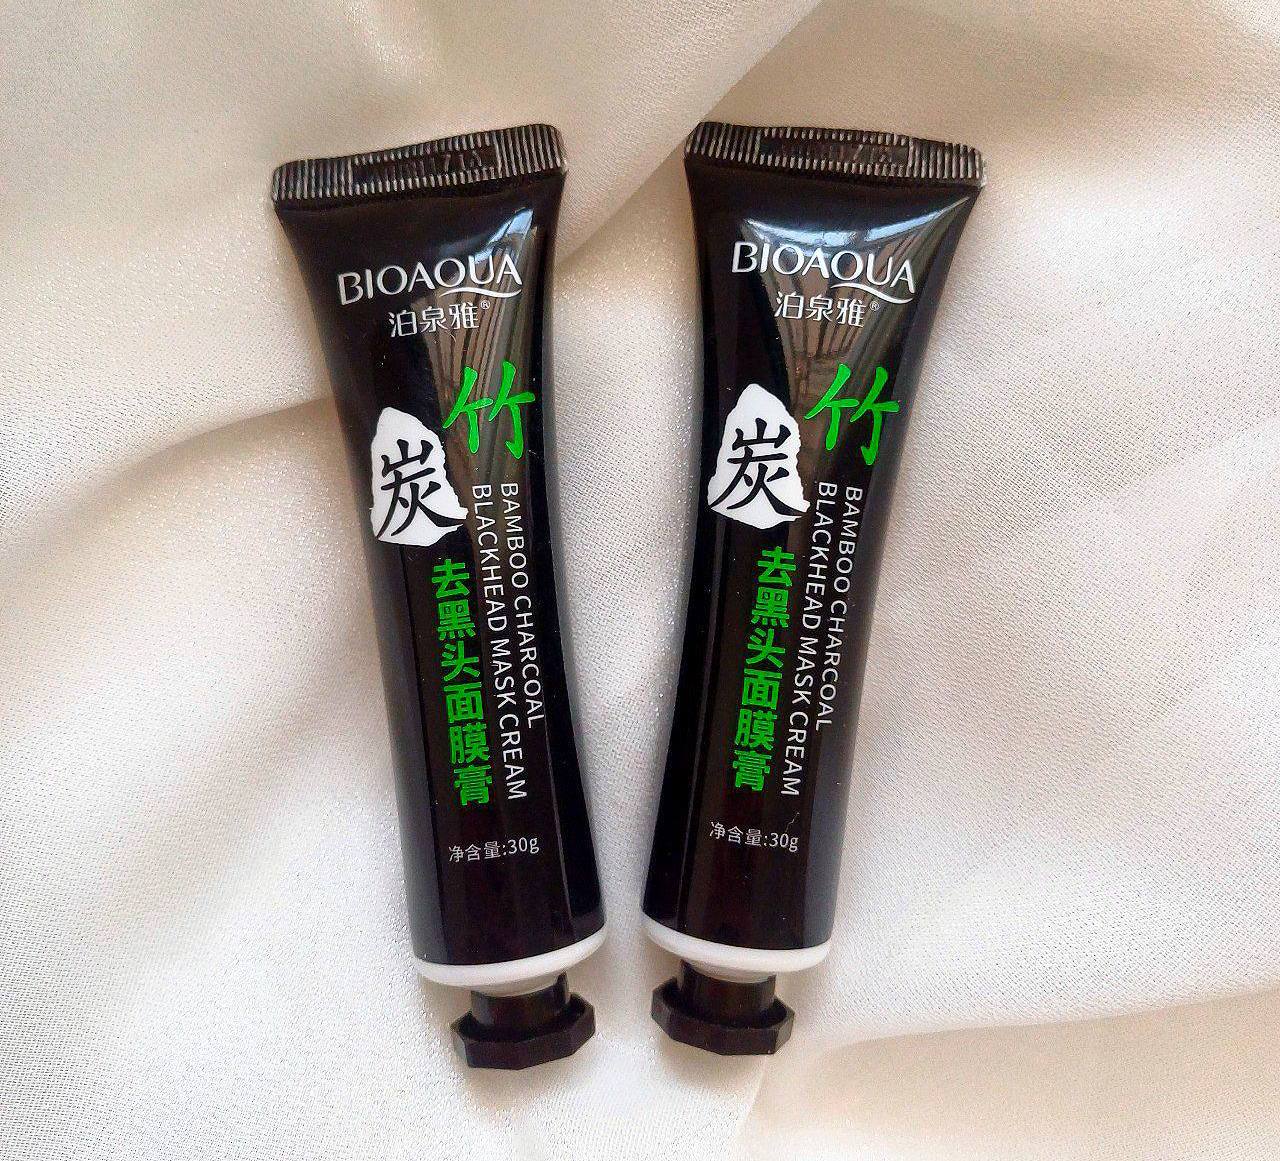 BIOAQUA
泊泉雅®
竹
炭
BAMBOO CHARCOAL
BLACKHEAD MASK CREAM
去黑头面膜膏
净含量:30g
BIOAQUA
泊泉雅®
竹
炭
BAMBOO CHARCOAL
BLACKHEAD MASK CREAM
去黑头面膜膏
净含量:30g